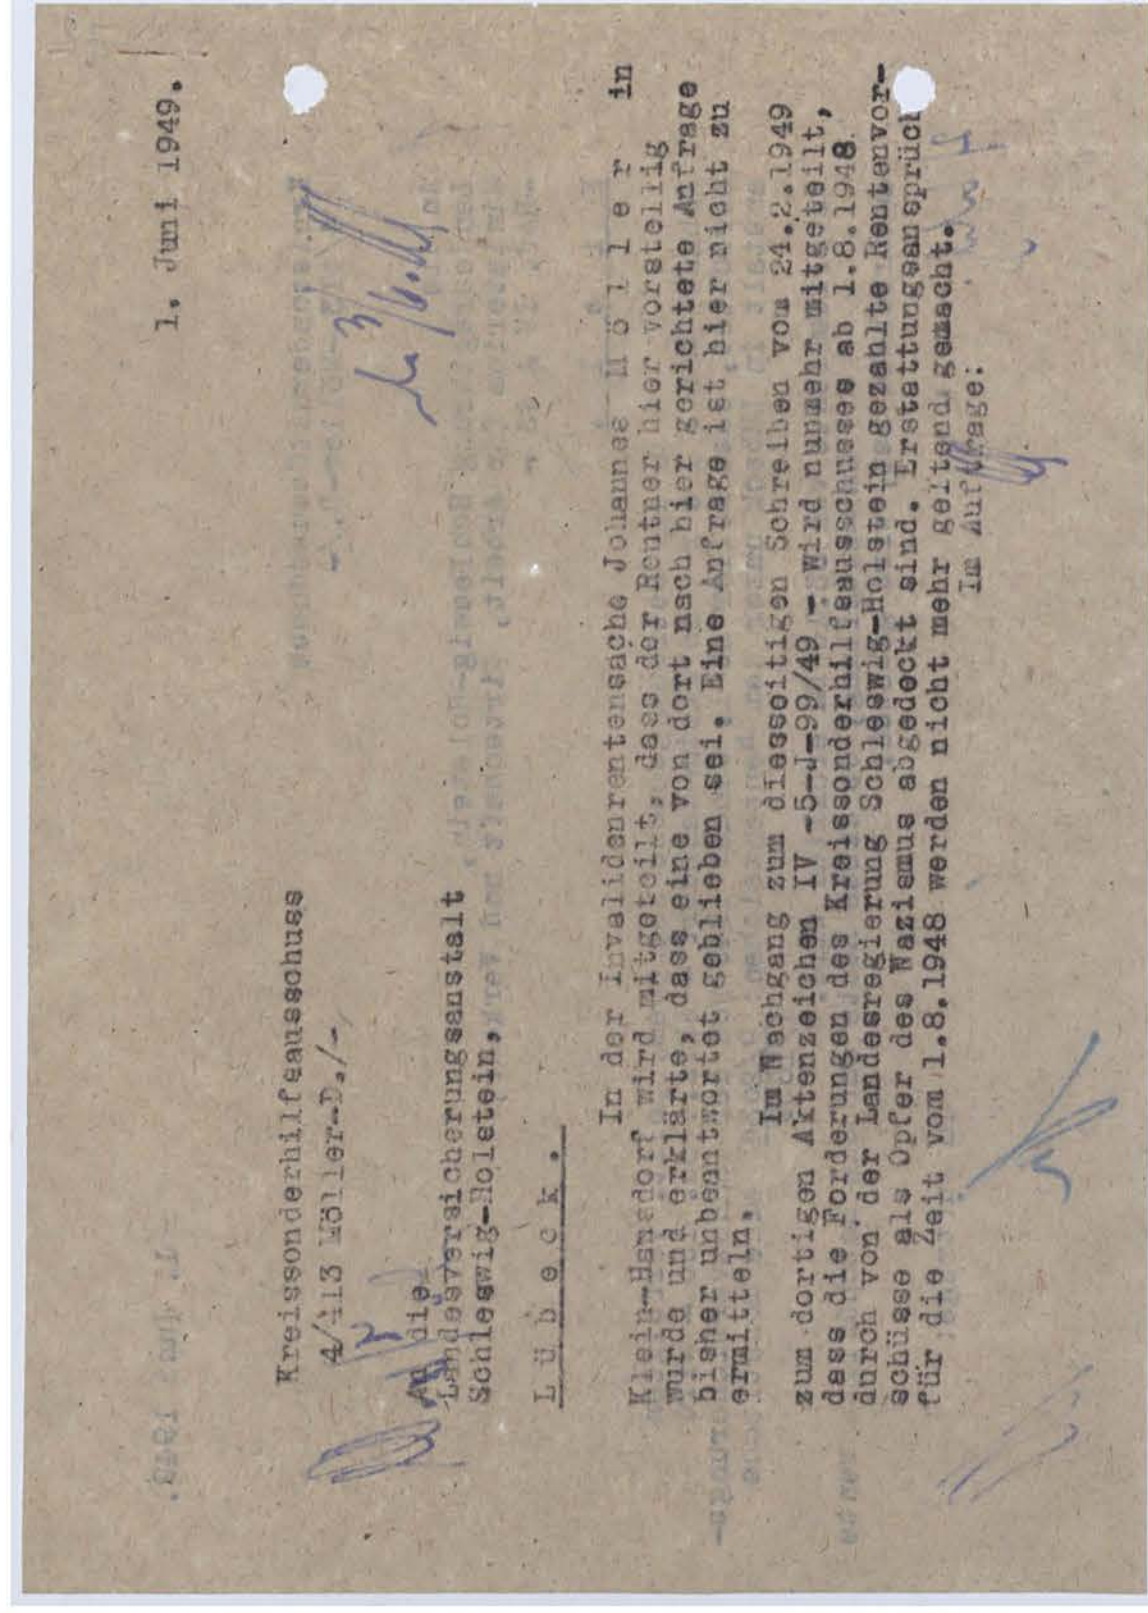 1. Juni 1949.
Kreissonderhilfeausschuss
4/413 Möller-D./-
An die
Landesversicherungsanstalt
Schleswig-Holstein,
L ü b e c k .
In der Invalidenrentensache Johannes M ö l l e r in
Klein-Hansdorf wird mitgeteilt, dass der Rentner hier vorstellig
wurde und erklärte, dass eine von dort nach hier gerichtete Anfrage
bisher unbeantwortet geblieben sei. Eine Anfrage ist hier nicht zu
ermitteln.
Im Nachgang zum diesseitigen Schreiben vom 24.2.1949
zum dortigen Aktenzeichen IV -5-J-99/49 - wird nunmehr mitgeteilt,
dass die Forderungen des Kreissonderhilfeausschusses ab 1.8.1948
durch von der Landesregierung Schleswig-Holstein gezahlte Rentenvor-
schüsse als Opfer des Nazismus abgedeckt sind. Erstattungsansprüch
für die Zeit vom 1.8.1948 werden nicht mehr geltend gemacht.
Im Auftrage: